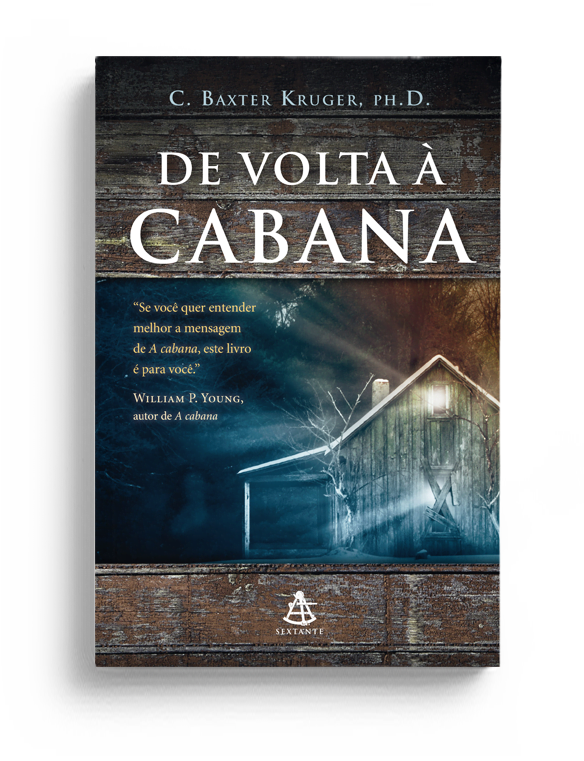 C. Baxter Kruger, Ph.D.
DE VOLTA À
CABANA
“Se você quer entender
melhor a mensagem
de A cabana, este livro
é para você.”
William P. Young,
autor de A cabana
SEXTANTE